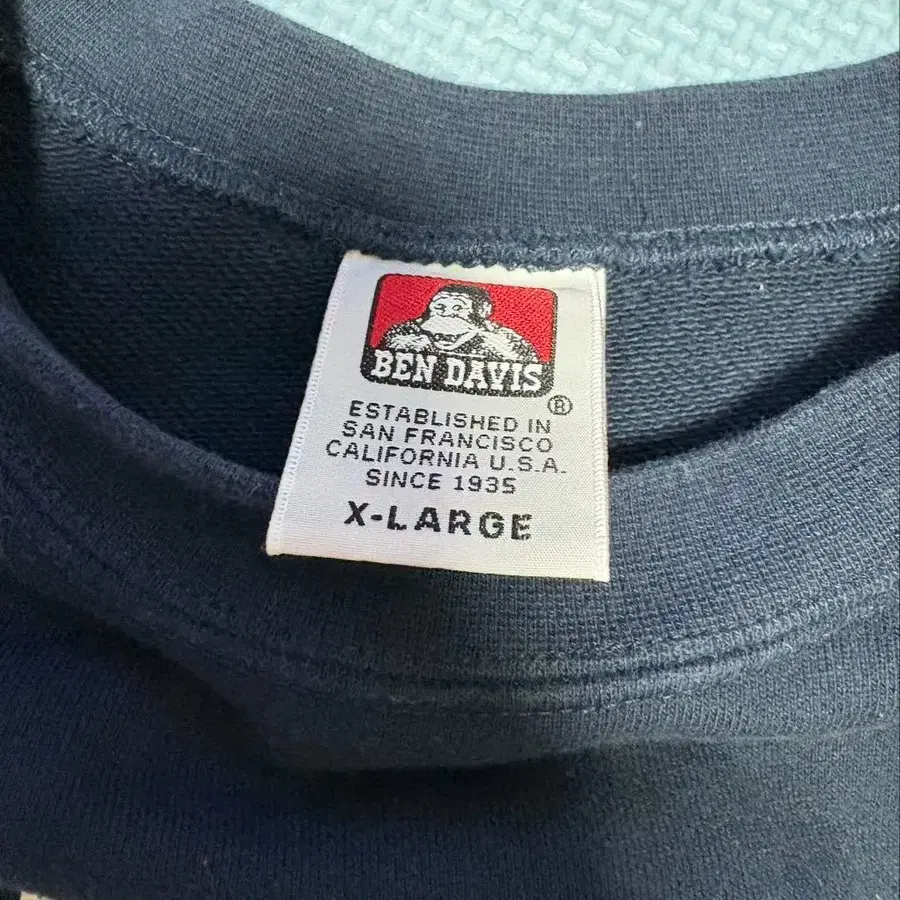 BEN DAVIS
®
ESTABLISHED IN
SAN FRANCISCO
CALIFORNIA U.S.A.
SINCE 1935
X-LARGE